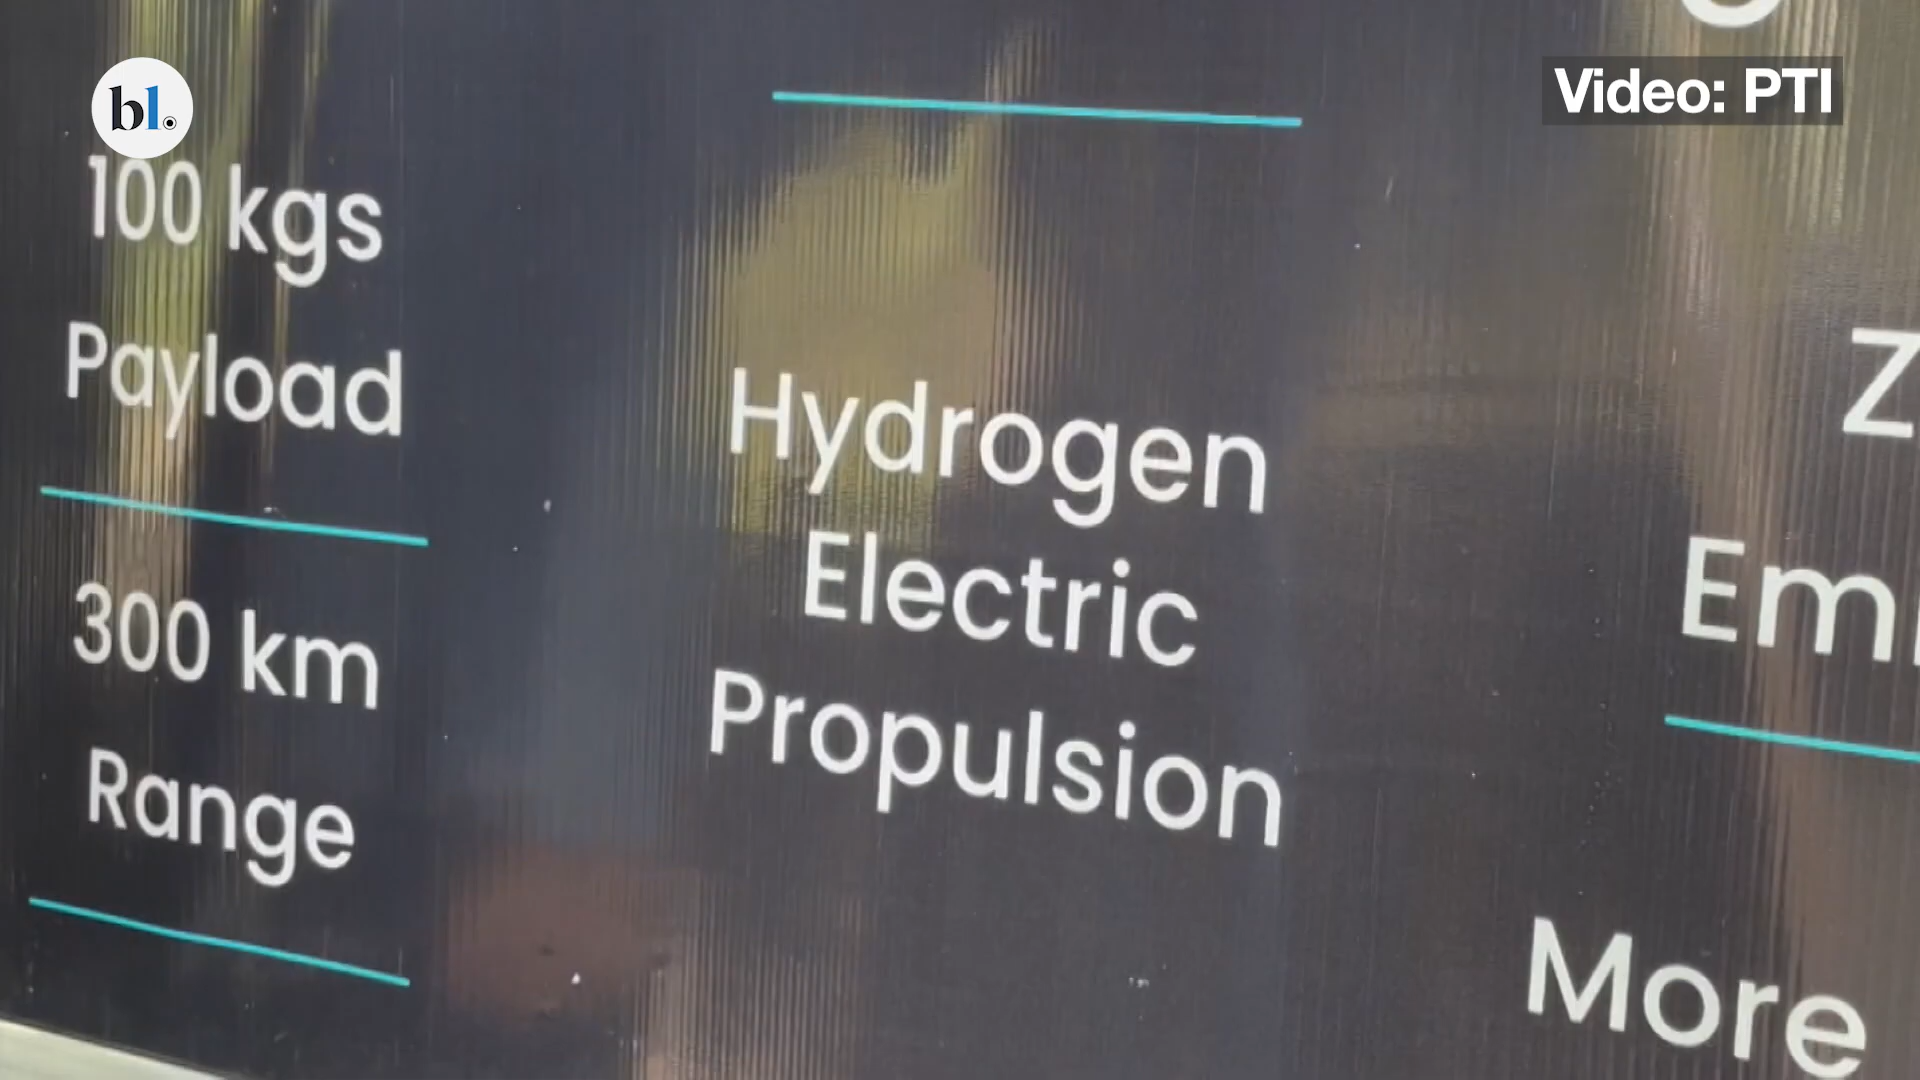 bl.
Video: PTI
100 kgs
Payload
300 km
Range
Hydrogen
Electric
Propulsion
More